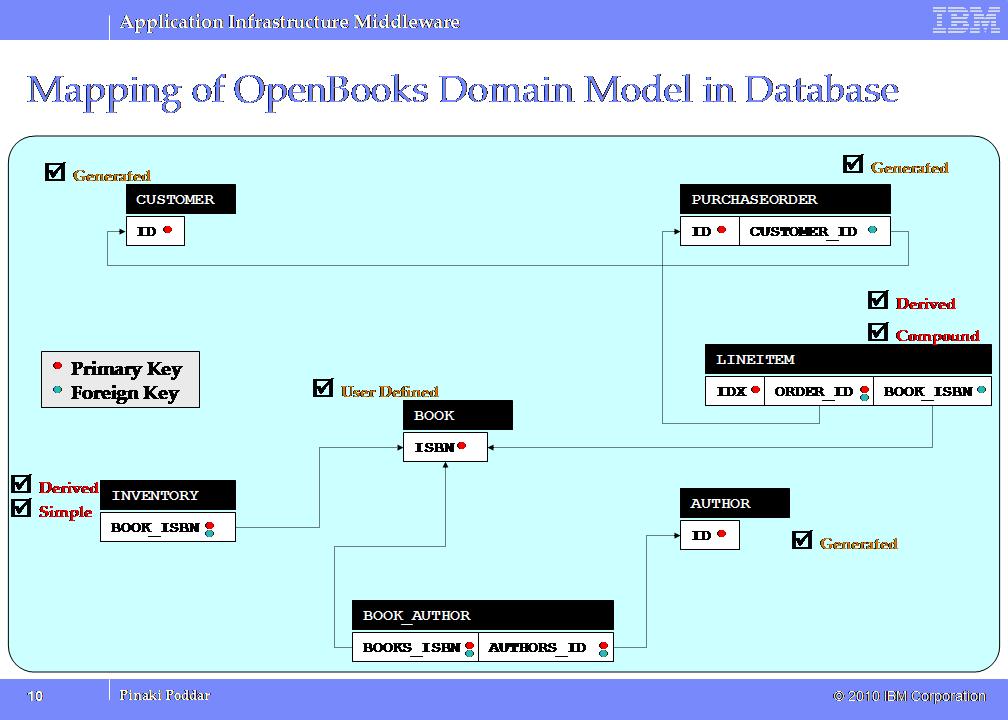 Application Infrastructure Middleware
IBM
Mapping of OpenBooks Domain Model in Database
Generated
Generated
CUSTOMER
PURCHASEORDER
ID
ID CUSTOMER_ID
Derived
Compound
LINEITEM
Primary Key
Foreign Key
IDX ORDER_ID BOOK_ISBN
User Defined
BOOK
ISBN
Derived
Simple
INVENTORY
BOOK_ISBN
AUTHOR
ID
Generated
BOOK_AUTHOR
BOOKS_ISBN AUTHORS_ID
10
Pinaki Poddar
© 2010 IBM Corporation